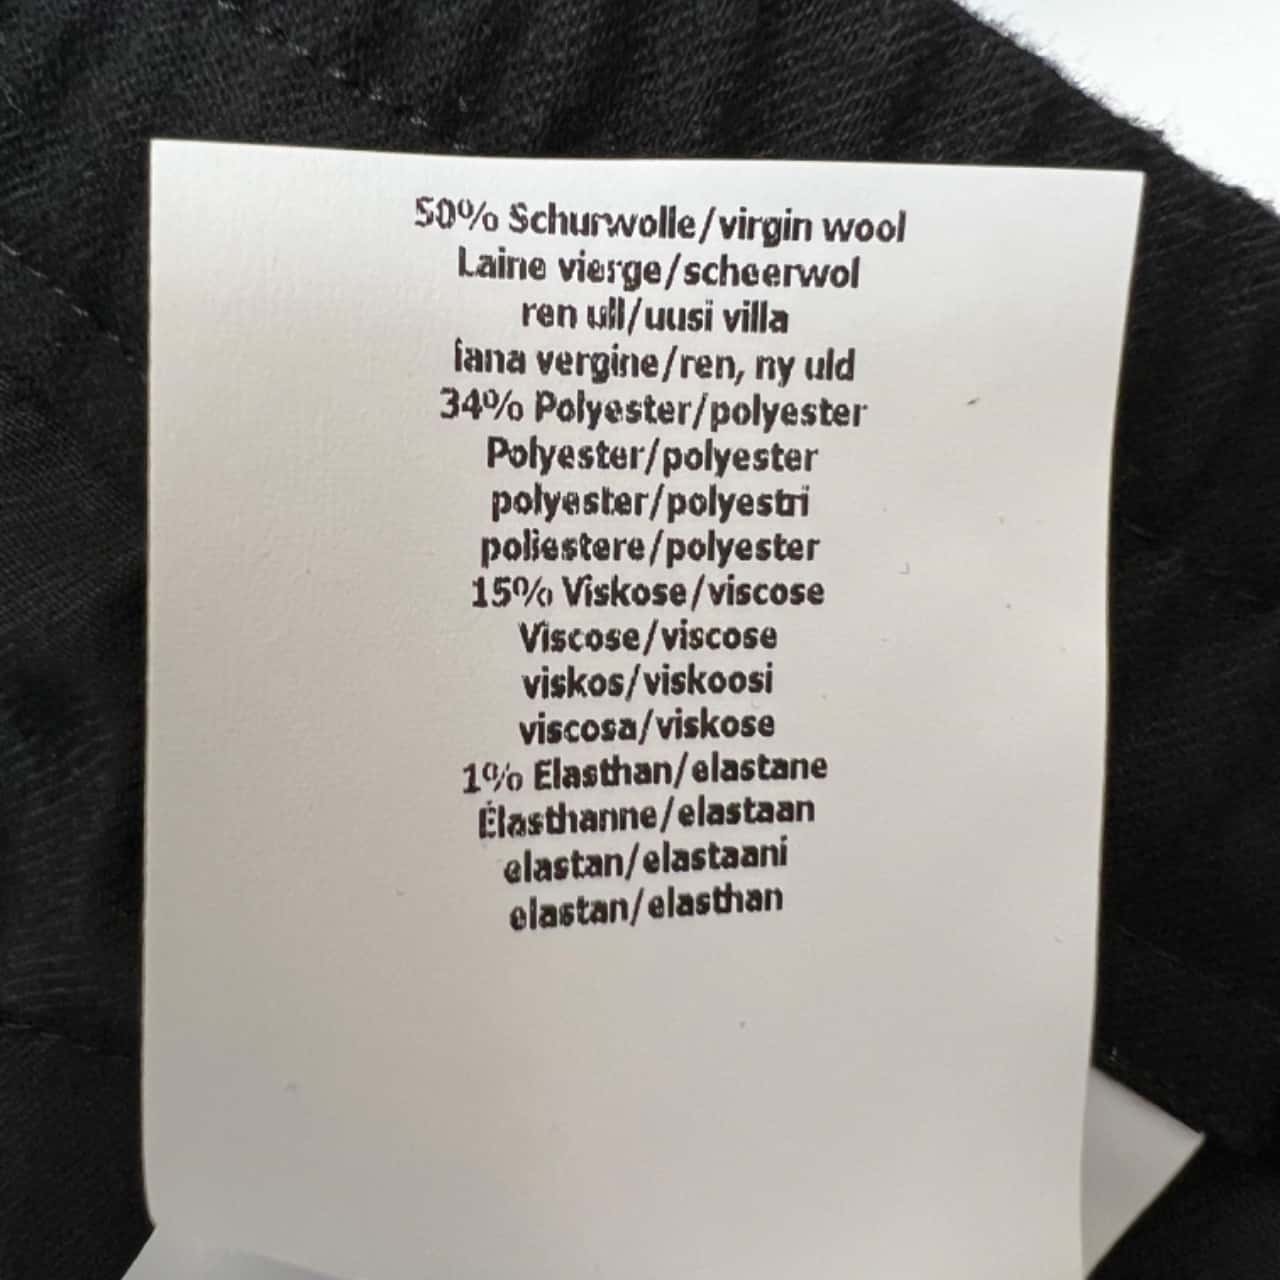 50% Schurwolle/virgin wool
Laine vierge/scheerwol
ren ull/uusi villa
lana vergine/ren, ny uld
34% Polyester/polyester
Polyester/polyester
polyester/polyestri
poliestere/polyester
15% Viskose/viscose
Viscose/viscose
viskos/viskoosi
viscosa/viskose
1% Elasthan/elastane
Élasthanne/elastaan
elastan/elastaani
elastan/elasthan